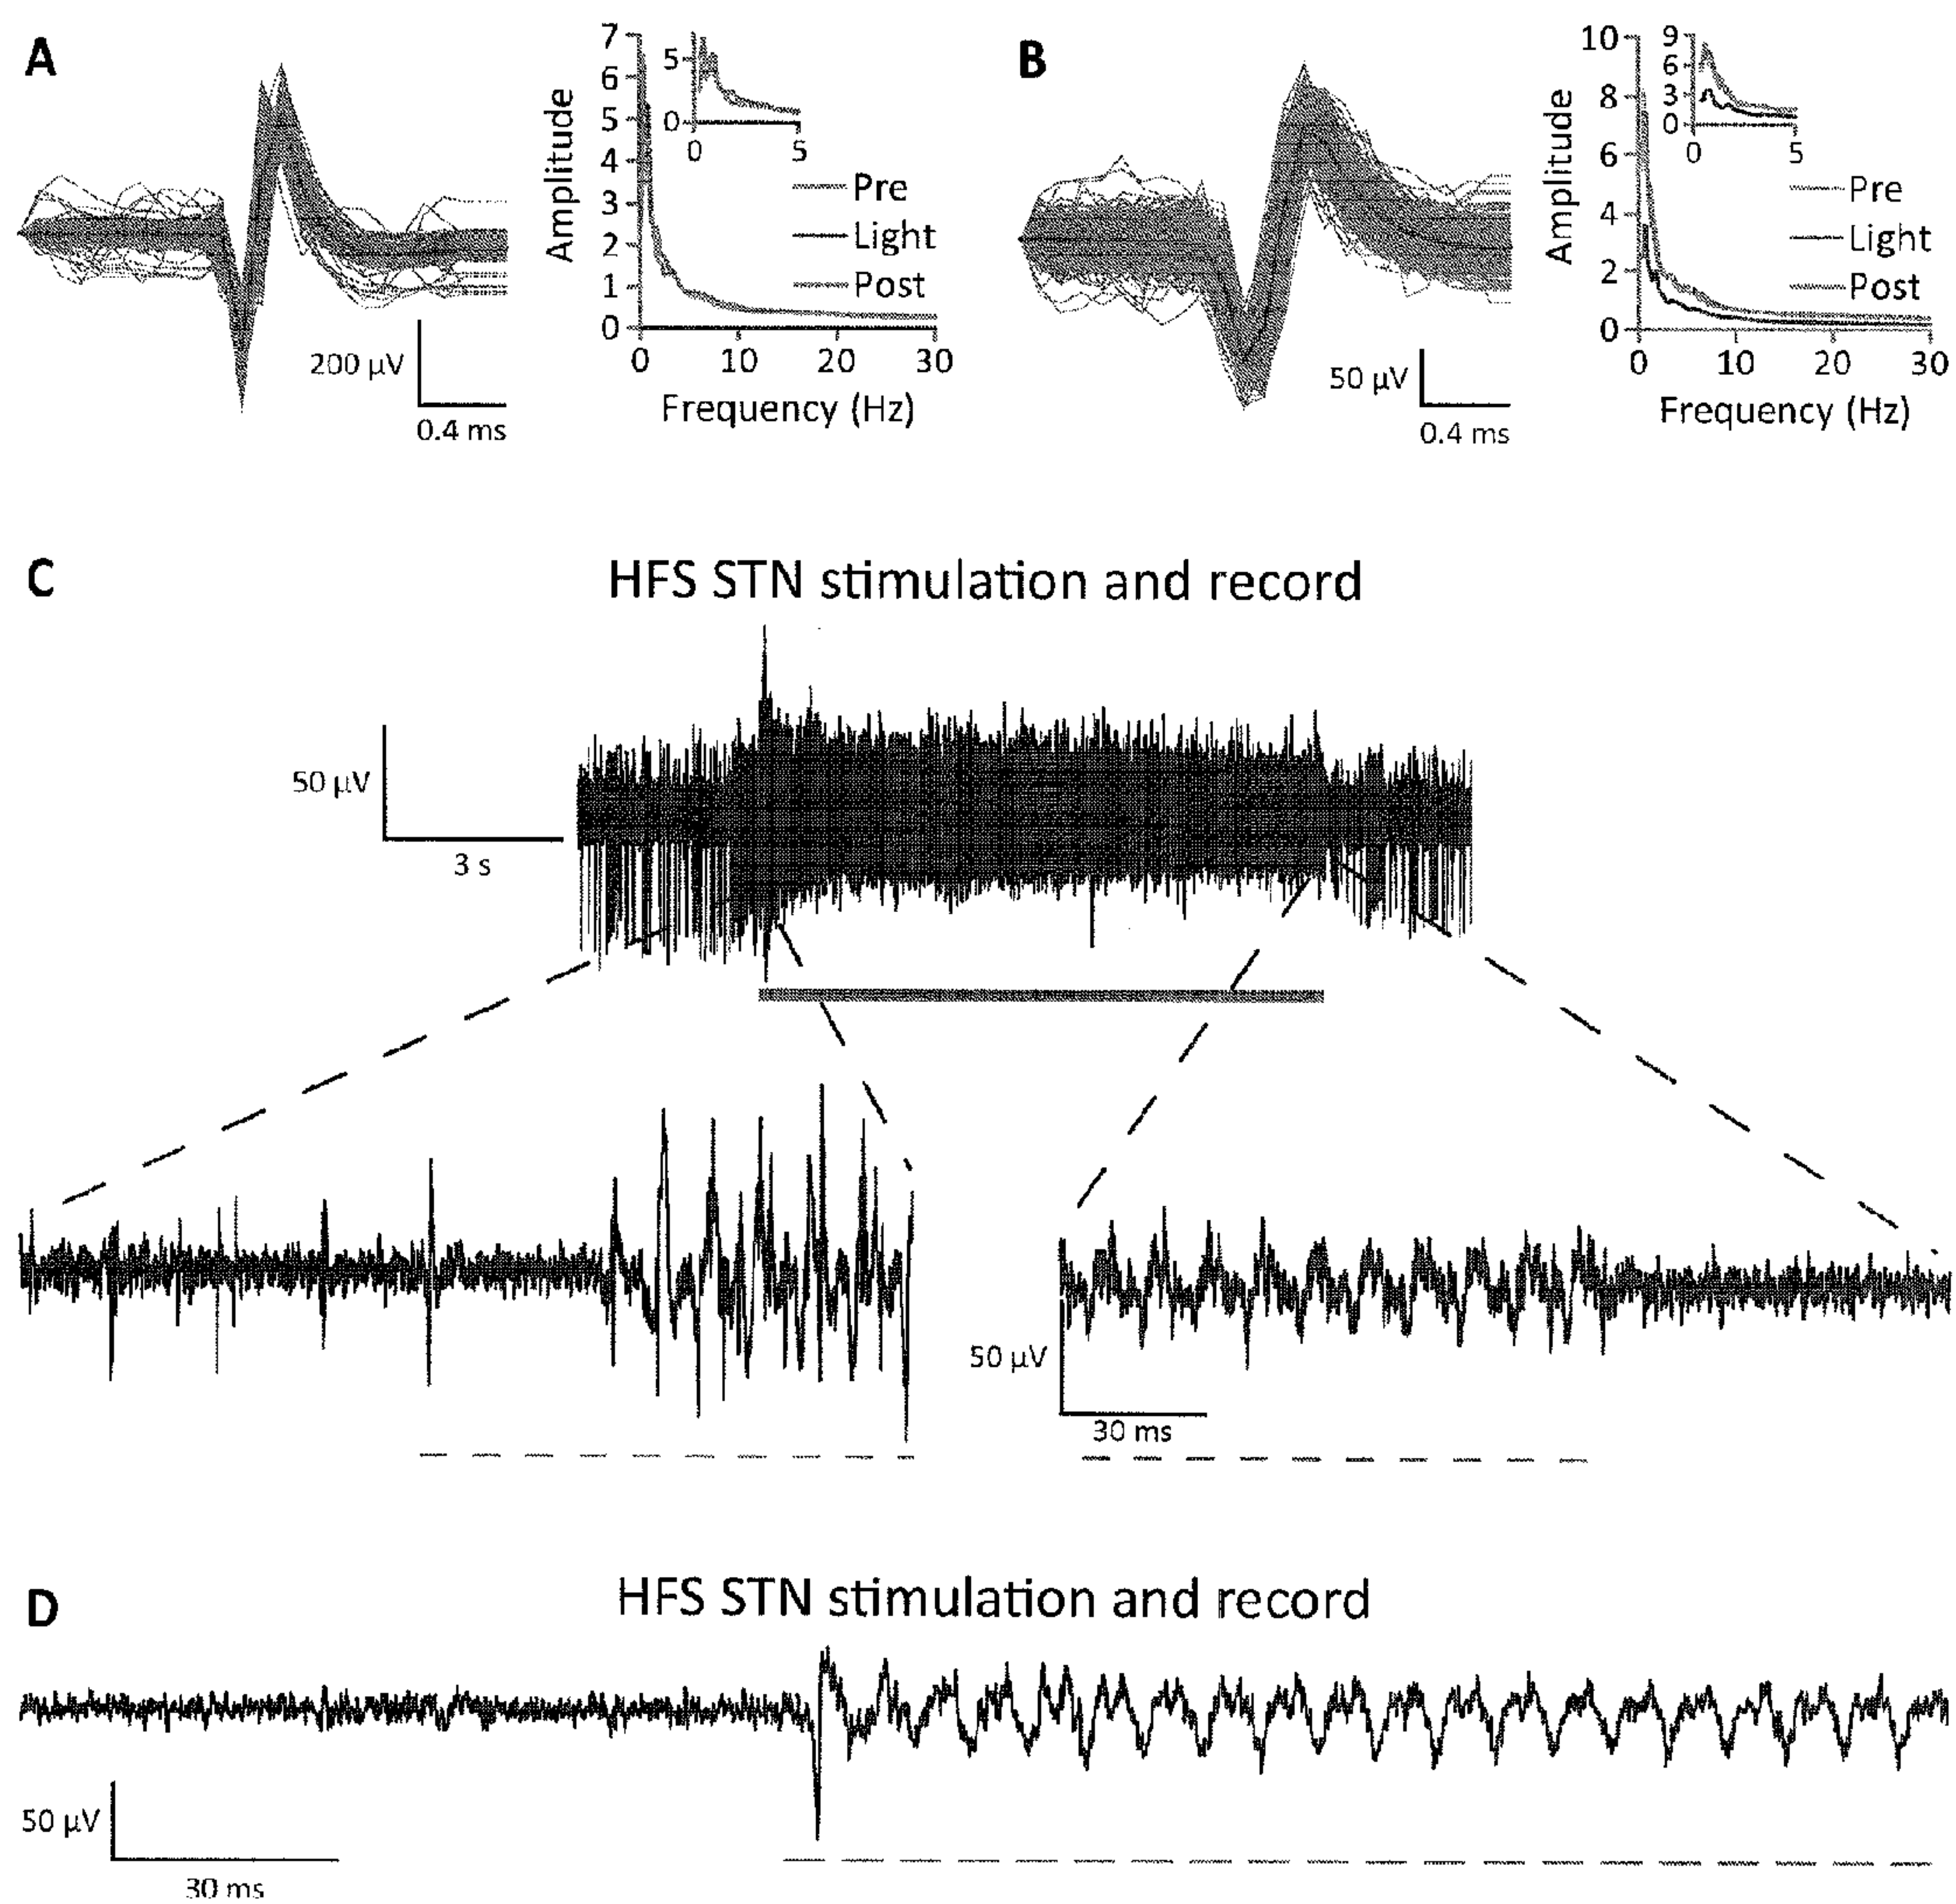 A
7
6
5
4
3
2
1
0
Amplitude
5
0
0
5
Pre
Light
Post
0
10
20
30
Frequency (Hz)
200 µV
0.4 ms
B
10
8
6
4
2
0
Amplitude
9
6
3
0
0
5
Pre
Light
Post
0
10
20
30
Frequency (Hz)
50 µV
0.4 ms
C
HFS STN stimulation and record
50 µV
3 s
50 µV
30 ms
D
HFS STN stimulation and record
50 µV
30 ms